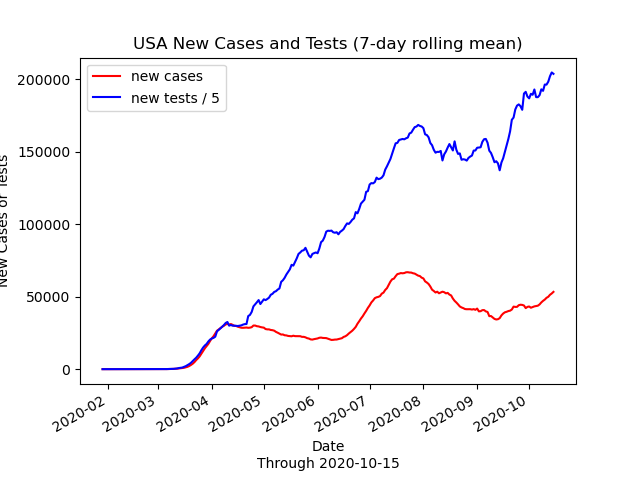 USA New Cases and Tests (7-day rolling mean)
new cases
new tests / 5
200000
150000
100000
50000
0
New Cases or Tests
2020-02
2020-03
2020-04
2020-05
2020-06
2020-07
2020-08
2020-09
2020-10
Date
Through 2020-10-15